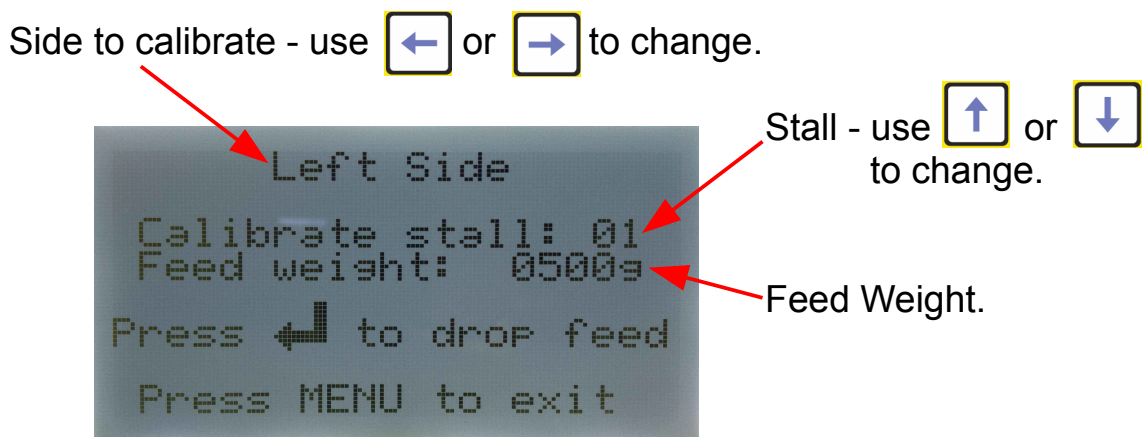 Side to calibrate - use ← or → to change.
Stall - use ↑ or ↓
to change.
Left Side
Calibrate stall: 01
Feed weight: 0500g
Feed Weight.
Press ↵ to drop feed
Press MENU to exit